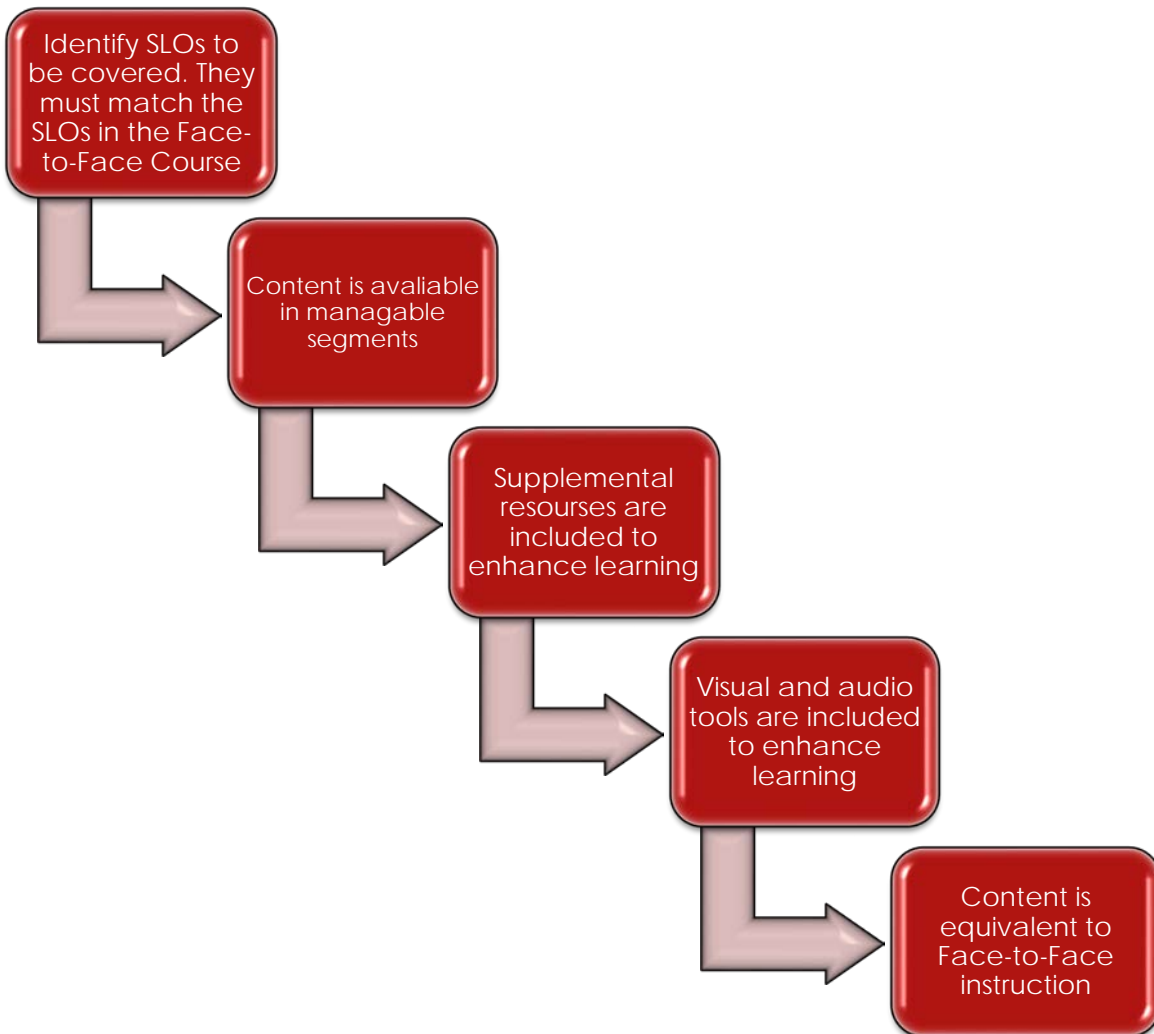 Identify SLOs to
be covered. They
must match the
SLOs in the Face-
to-Face Course
Content is avaliable
in managable
segments
Supplemental
resourses are
included to
enhance learning
Visual and audio
tools are included
to enhance
learning
Content is
equivalent to
Face-to-Face
instruction